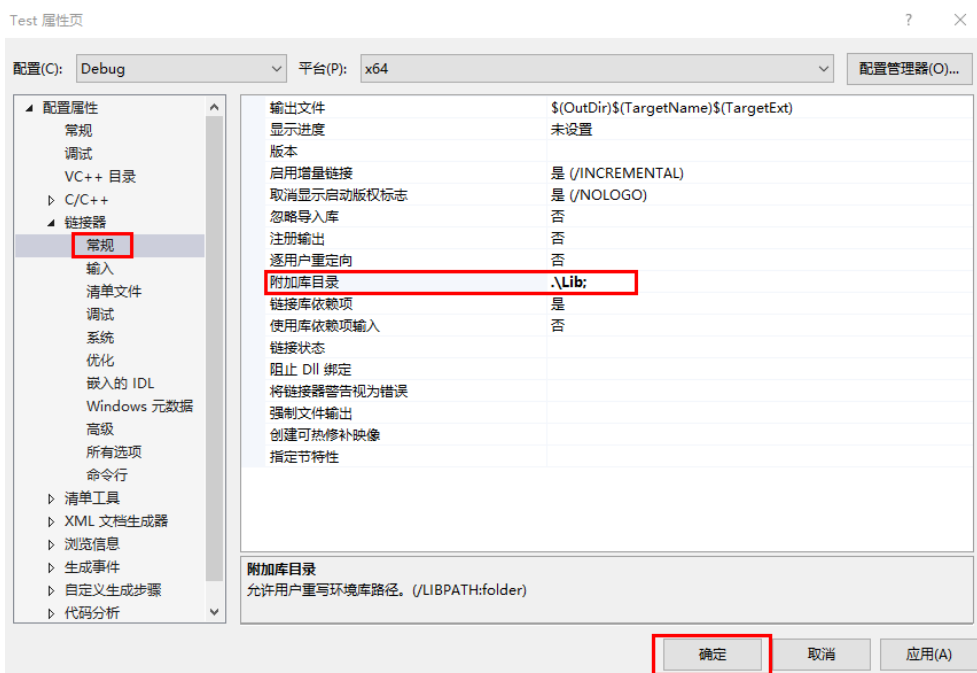 Test 属性页
配置(C): Debug 平台(P): x64 配置管理器(O)...
配置属性
常规
调试
VC++ 目录
C/C++
链接器
常规
输入
清单文件
调试
系统
优化
嵌入的 IDL
Windows 元数据
高级
所有选项
命令行
清单工具
XML 文档生成器
浏览信息
生成事件
自定义生成步骤
代码分析
输出文件 $(OutDir)$(TargetName)$(TargetExt)
显示进度 未设置
版本
启用增量链接 是 (/INCREMENTAL)
取消显示启动版权标志 是 (/NOLOGO)
忽略导入库 否
注册输出 否
逐用户重定向 否
附加库目录 .\Lib;
链接库依赖项 是
使用库依赖项输入 否
链接状态
阻止 Dll 绑定
将链接器警告视为错误
强制文件输出
创建可热修补映像
指定节特性
附加库目录
允许用户重写环境库路径。(/LIBPATH:folder)
确定 取消 应用(A)